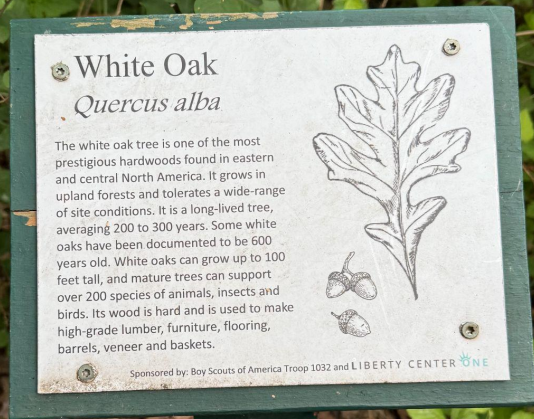 White Oak
Quercus alba
The white oak tree is one of the most
prestigious hardwoods found in eastern
and central North America. It grows in
upland forests and tolerates a wide-range
of site conditions. It is a long-lived tree,
averaging 200 to 300 years. Some white
oaks have been documented to be 600
years old. White oaks can grow up to 100
feet tall, and mature trees can support
over 200 species of animals, insects and
birds. Its wood is hard and is used to make
high-grade lumber, furniture, flooring,
barrels, veneer and baskets.
Sponsored by: Boy Scouts of America Troop 1032 and LIBERTY CENTER ONE